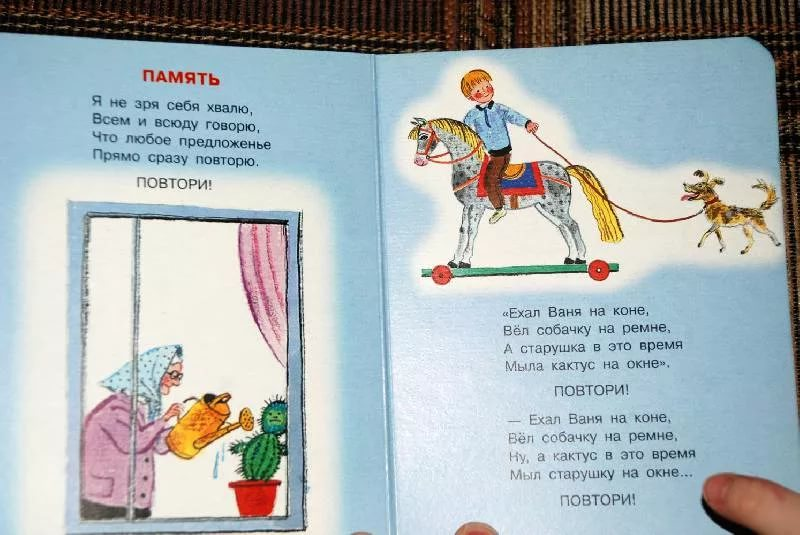 ПАМЯТЬ
Я не зря себя хвалю,
Всем и всюду говорю,
Что любое предложенье
Прямо сразу повторю.
ПОВТОРИ!
«Ехал Ваня на коне,
Вёл собачку на ремне,
А старушка в это время
Мыла кактус на окне».
ПОВТОРИ!
— Ехал Ваня на коне,
Вёл собачку на ремне,
Ну, а кактус в это время
Мыл старушку на окне...
ПОВТОРИ!